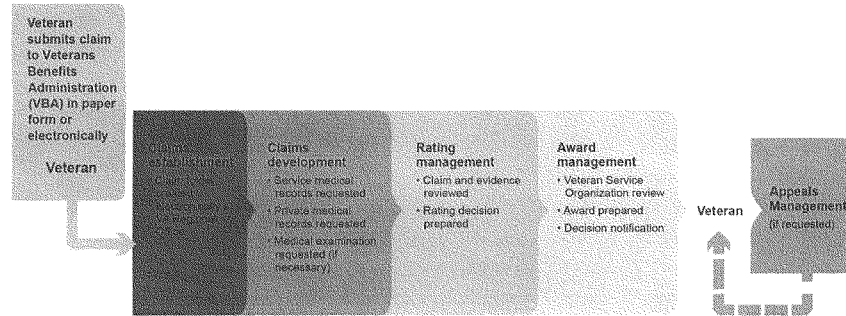 Veteran
submits claim
to Veterans
Benefits
Administration
(VBA) in paper
form or
electronically
Veteran
Claims
establishment
Claims
development
• Service medical
records requested
• Private medical
records requested
• Medical examination
requested (if
necessary)
Rating
management
• Claim and evidence
reviewed
• Rating decision
prepared
Award
management
• Veteran Service
Organization review
• Award prepared
• Decision notification
Veteran
Appeals
Management
(if requested)